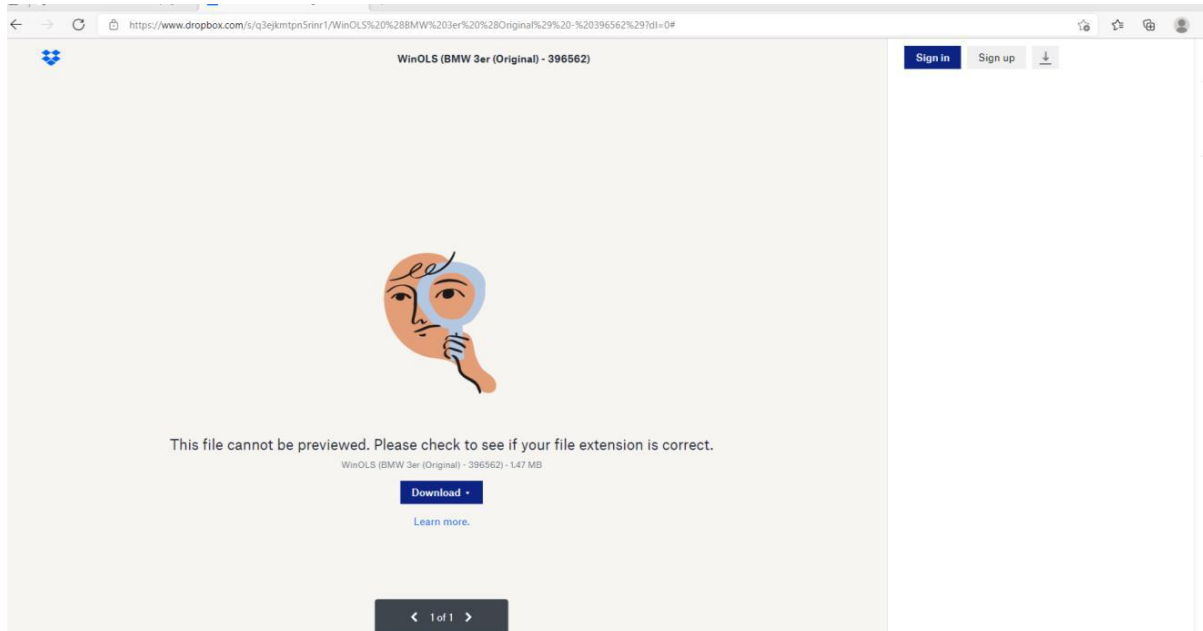 https://www.dropbox.com/s/q3ejkmtpn5rinr1/WinOLS%20%28BMW%203er%20%28Original%29%20-%20396562%29?dl=0#
WinOLS (BMW 3er (Original) - 396562)
Sign in Sign up
This file cannot be previewed. Please check to see if your file extension is correct.
WinOLS (BMW 3er (Original) - 396562) - 1.47 MB
Download
Learn more.
1 of 1